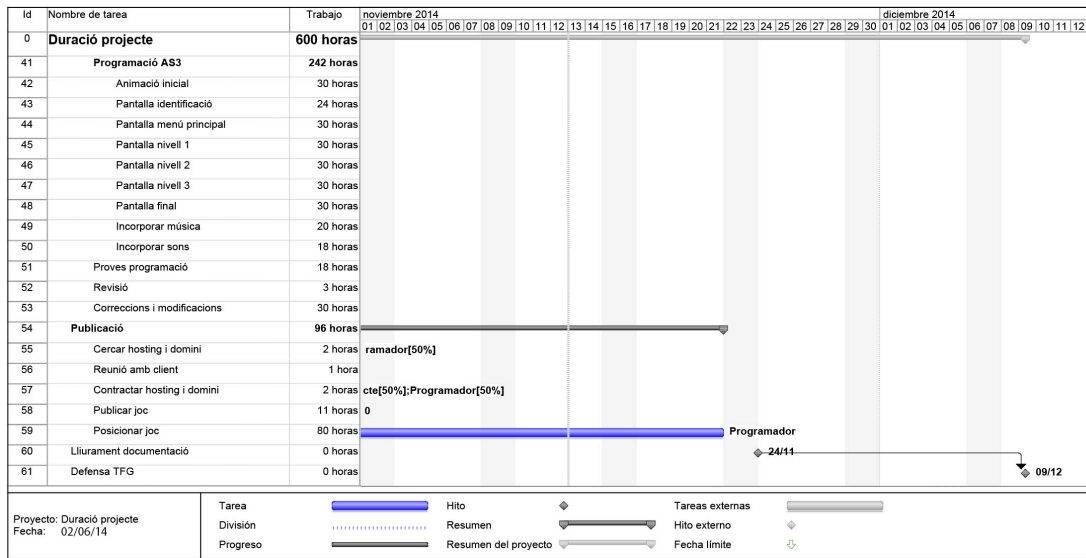 Id Nombre de tarea Trabajo noviembre 2014 diciembre 2014
01 02 03 04 05 06 07 08 09 10 11 12 13 14 15 16 17 18 19 20 21 22 23 24 25 26 27 28 29 30 01 02 03 04 05 06 07 08 09 10 11 12
0 Duració projecte 600 horas
41 Programació AS3 242 horas
42 Animació inicial 30 horas
43 Pantalla identificació 24 horas
44 Pantalla menú principal 30 horas
45 Pantalla nivell 1 30 horas
46 Pantalla nivell 2 30 horas
47 Pantalla nivell 3 30 horas
48 Pantalla final 30 horas
49 Incorporar música 20 horas
50 Incorporar sons 18 horas
51 Proves programació 18 horas
52 Revisió 3 horas
53 Correccions i modificacions 30 horas
54 Publicació 96 horas
55 Cercar hosting i domini 2 horas ramador[50%]
56 Reunió amb client 1 hora
57 Contractar hosting i domini 2 horas cte[50%];Programador[50%]
58 Publicar joc 11 horas 0
59 Posicionar joc 80 horas Programador
60 Lliurament documentació 0 horas 24/11
61 Defensa TFG 0 horas 09/12
Proyecto: Duració projecte
Fecha: 02/06/14
Tarea Hito Tareas externas
División Resumen Hito externo
Progreso Resumen del proyecto Fecha límite